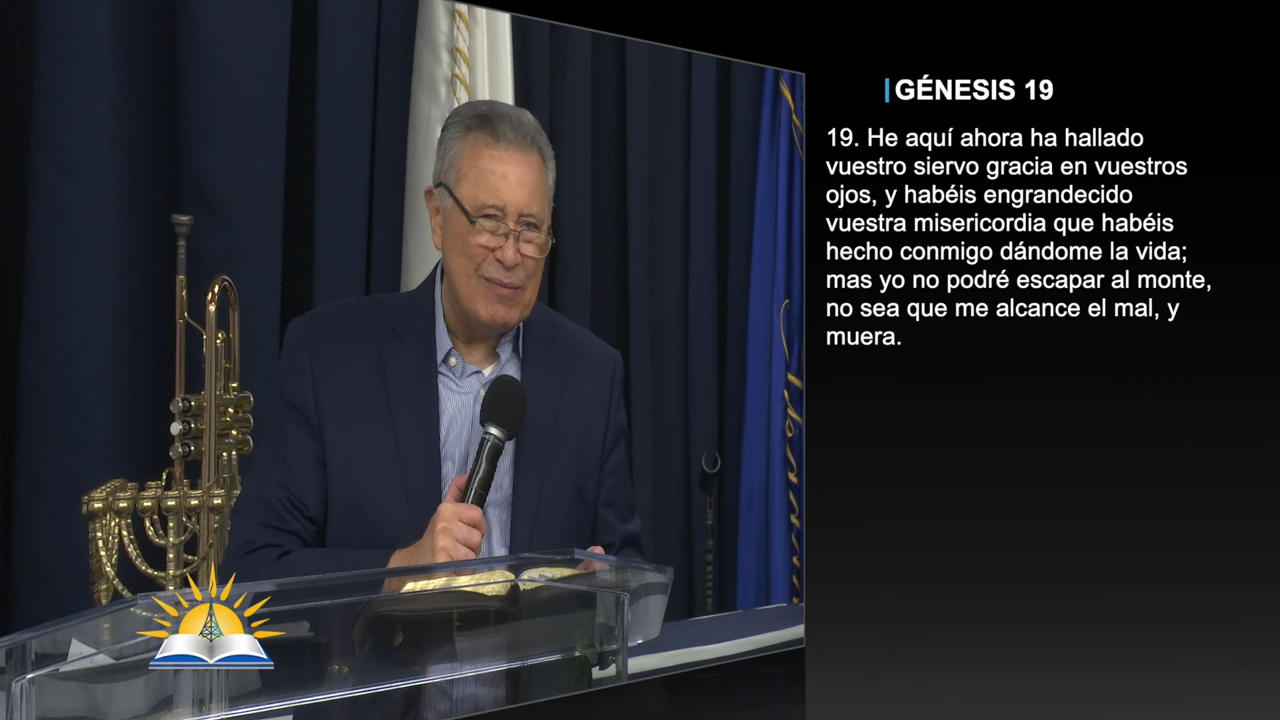 GÉNESIS 19
19. He aquí ahora ha hallado
vuestro siervo gracia en vuestros
ojos, y habéis engrandecido
vuestra misericordia que habéis
hecho conmigo dándome la vida;
mas yo no podré escapar al monte,
no sea que me alcance el mal, y
muera.